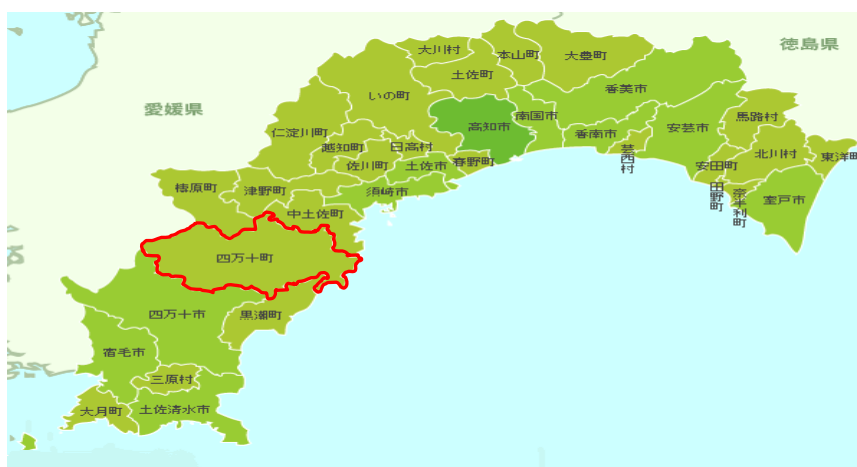 徳島県
大川村
本山町
大豊町
土佐町
いの町
香美市
愛媛県
高知市
南国市
馬路村
仁淀川町
香南市
安芸市
越知町
日高村
芸西村
佐川町
土佐市
春野町
安田町
北川村
東洋町
梼原町
津野町
須崎市
田野町
奈半利町
室戸市
中土佐町
四万十町
四万十市
黒潮町
宿毛市
三原村
大月町
土佐清水市